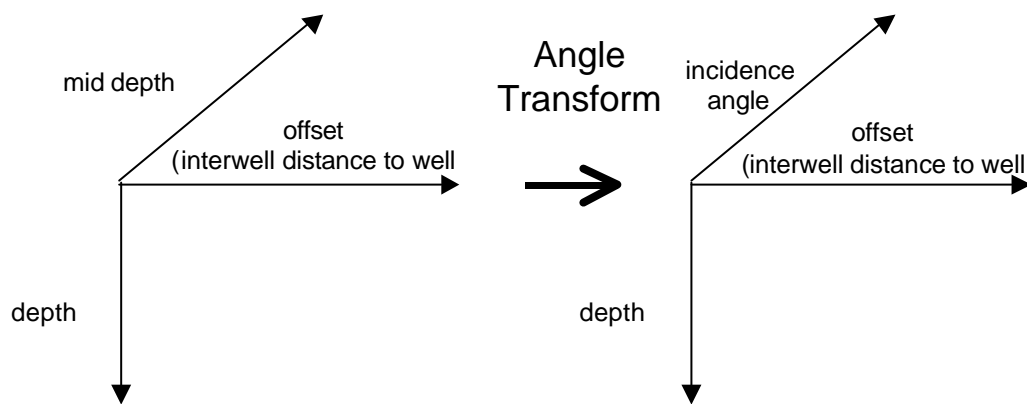 mid depth
offset
(interwell distance to well
depth
Angle
Transform
incidence
angle
offset
(interwell distance to well
depth